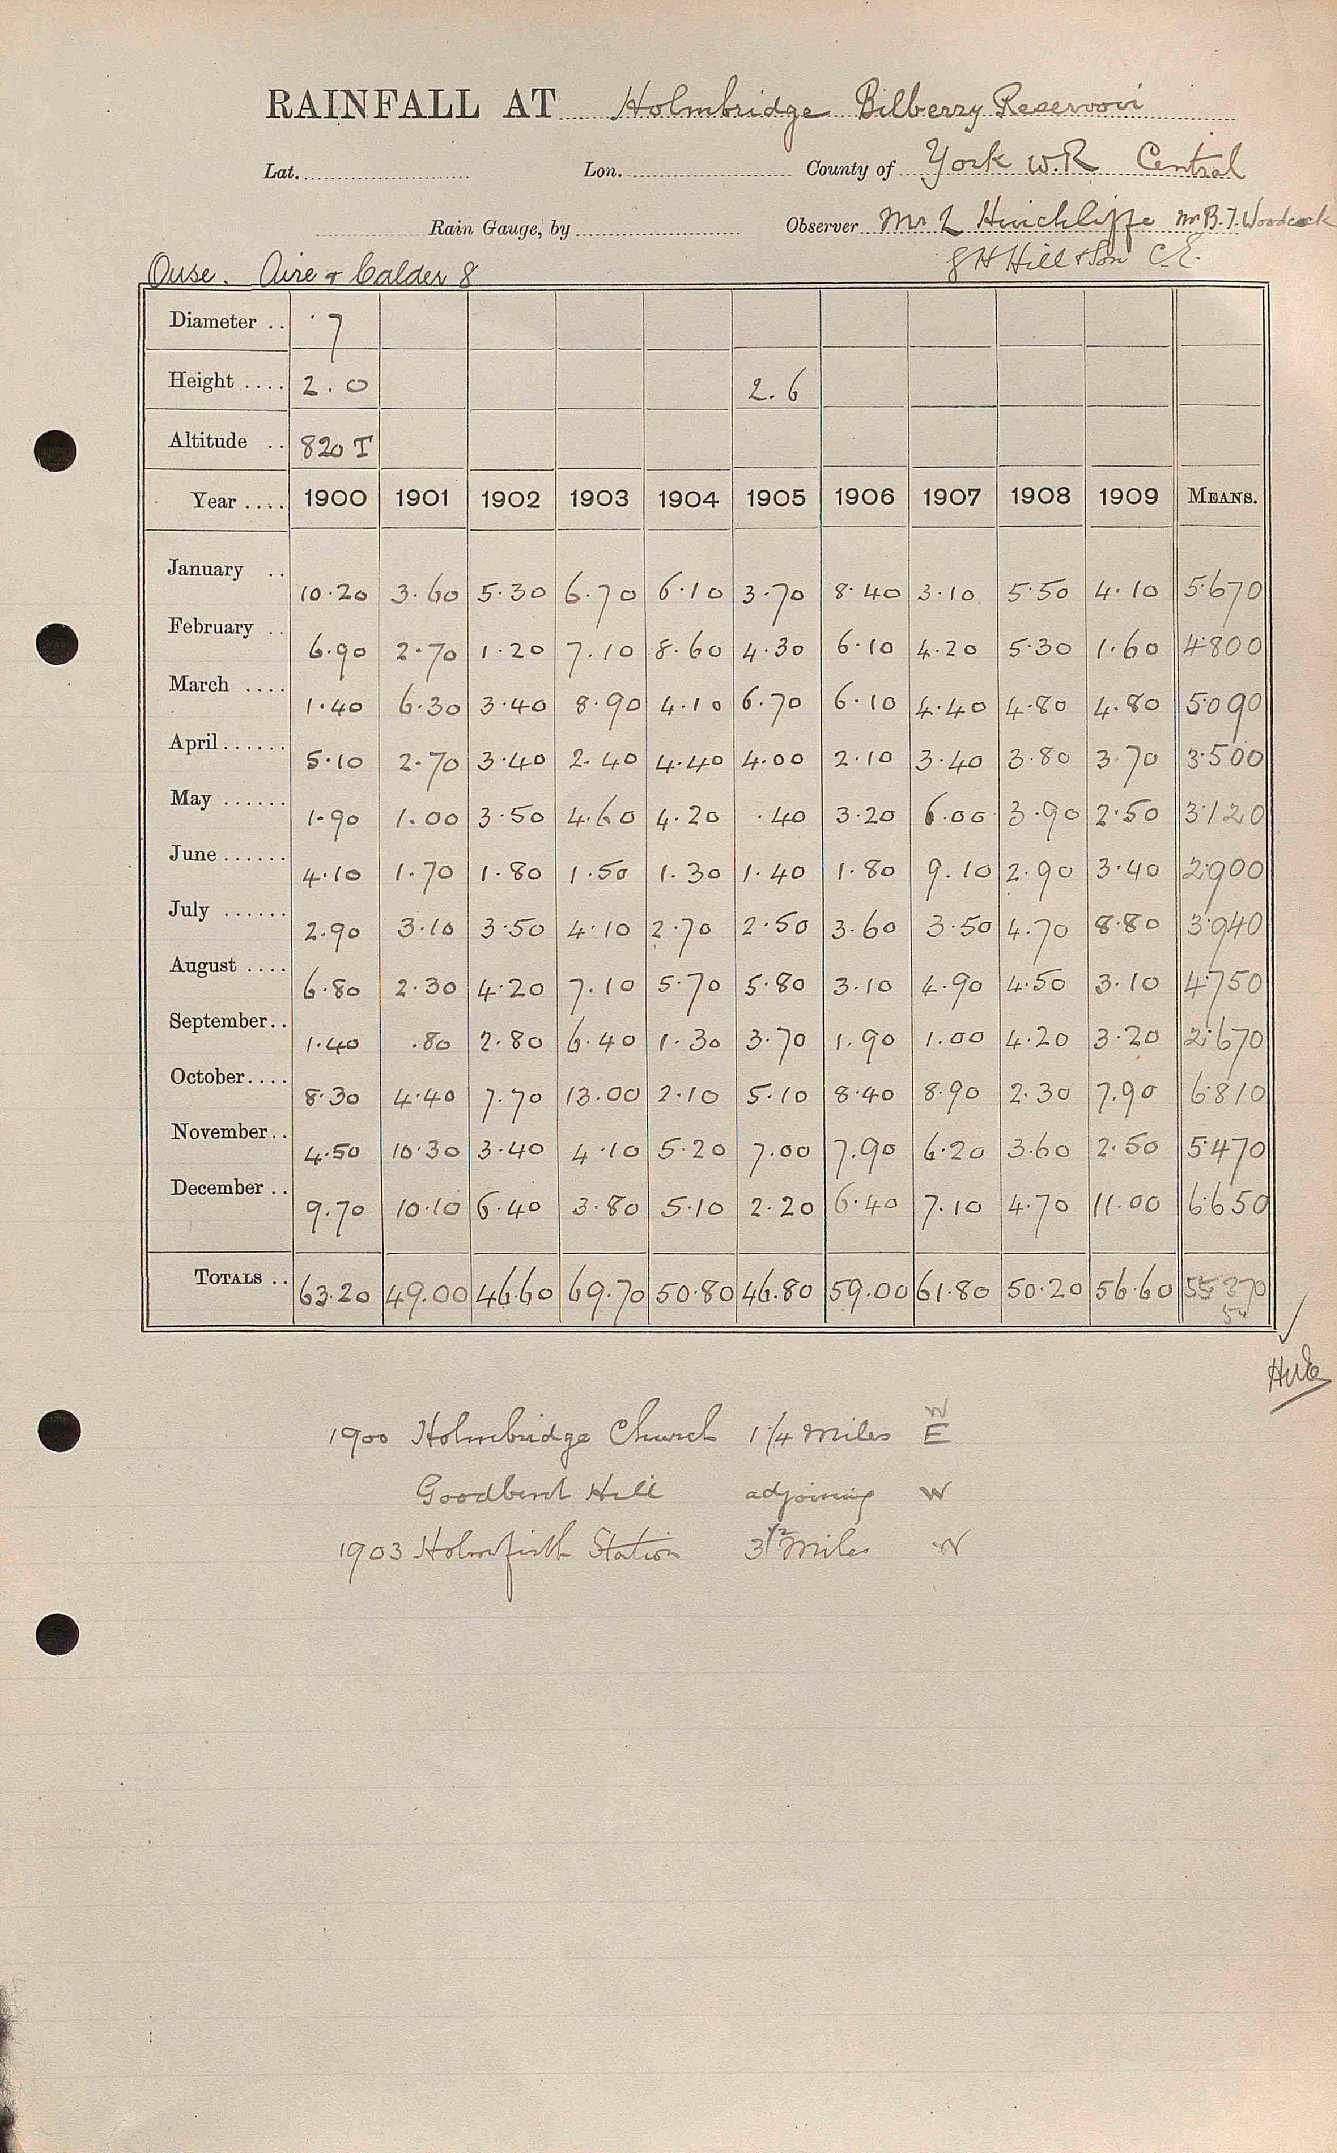 RAINFALL AT Holmbridge Bilberry Reservoir
Lat. Lon. County of York W.R Central
Rain Gauge, by Observer Mr L Hinchliffe Mr B.T. Woodcock
G H Hill & Son C.E.
Ouse. Aire & Calder 8
Diameter .. 7
Height .... 2.0 2.6
Altitude .. 820 T
Year .... 1900 1901 1902 1903 1904 1905 1906 1907 1908 1909 MEANS.
January .. 10.20 3.60 5.30 6.70 6.10 3.70 8.40 3.10 5.50 4.10 5.670
February .. 6.90 2.70 1.20 7.10 8.60 4.30 6.10 4.20 5.30 1.60 4.800
March .... 1.40 6.30 3.40 8.90 4.10 6.70 6.10 4.40 4.80 4.80 5.090
April ...... 5.10 2.70 3.40 2.40 4.40 4.00 2.10 3.40 3.80 3.70 3.500
May ...... 1.90 1.00 3.50 4.60 4.20 .40 3.20 6.00 3.90 2.50 3.120
June ...... 4.10 1.70 1.80 1.50 1.30 1.40 1.80 9.10 2.90 3.40 2.900
July ...... 2.90 3.10 3.50 4.10 2.70 2.50 3.60 3.50 4.70 8.80 3.940
August .... 6.80 2.30 4.20 7.10 5.70 5.80 3.10 4.90 4.50 3.10 4.750
September.. 1.40 .80 2.80 6.40 1.30 3.70 1.90 1.00 4.20 3.20 2.670
October.... 8.30 4.40 7.70 13.00 2.10 5.10 8.40 8.90 2.30 7.90 6.810
November.. 4.50 10.30 3.40 4.10 5.20 7.00 7.90 6.20 3.60 2.50 5.470
December .. 9.70 10.10 6.40 3.80 5.10 2.20 6.40 7.10 4.70 11.00 6.650
TOTALS .. 63.20 49.00 46.60 69.70 50.80 46.80 59.00 61.80 50.20 56.60 55.370
W
1900 Holmbridge Church 1 1/4 Miles E
Goodbent Hill adjoining W
1903 Holmfirth Station 3 1/2 Miles W